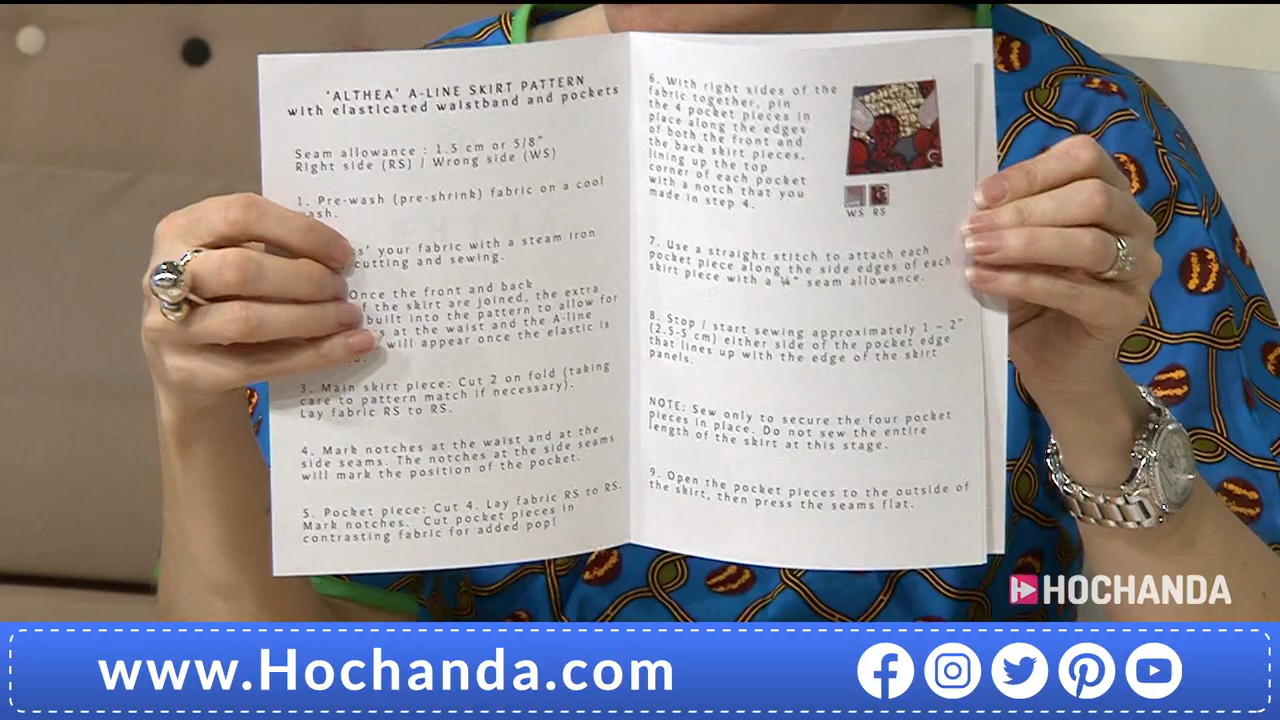 'ALTHEA' A-LINE SKIRT PATTERN
with elasticated waistband and pockets
Seam allowance : 1.5 cm or 5/8"
Right side (RS) / Wrong side (WS)
1. Pre-wash (pre-shrink) fabric on a cool
your fabric with a steam iron
cutting and sewing.
Once the front and back
of the skirt are joined, the extra
built into the pattern to allow for
at the waist and the A-line
will appear once the elastic is
3. Main skirt piece: Cut 2 on fold (taking
care to pattern match if necessary).
Lay fabric RS to RS.
4. Mark notches at the waist and at the
side seams. The notches at the side seams
will mark the position of the pocket.
5. Pocket piece: Cut 4. Lay fabric RS to RS.
Mark notches. Cut pocket pieces in
contrasting fabric for added pop!
6. With right sides of the
fabric together, pin
the 4 pocket pieces in
place along the edges
of both the front and
the back skirt pieces,
lining up the top
corner of each pocket
with a notch that you
made in step 4.
WS RS
7. Use a straight stitch to attach each
pocket piece along the side edges of each
skirt piece with a ¼" seam allowance.
8. Stop / start sewing approximately 1 – 2"
(2.5-5 cm) either side of the pocket edge
that lines up with the edge of the skirt
panels.
NOTE: Sew only to secure the four pocket
pieces in place. Do not sew the entire
length of the skirt at this stage.
9. Open the pocket pieces to the outside of
the skirt, then press the seams flat.
HOCHANDA
www.Hochanda.com